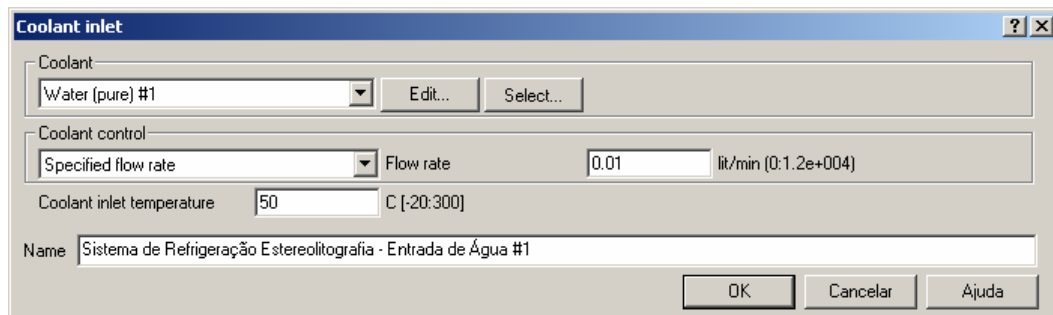 Coolant inlet
Coolant
Water (pure) #1 Edit... Select...
Coolant control
Specified flow rate Flow rate 0.01 lit/min (0:1.2e+004)
Coolant inlet temperature 50 C [-20:300]
Name Sistema de Refrigeração Estereolitografia - Entrada de Água #1
OK Cancelar Ajuda